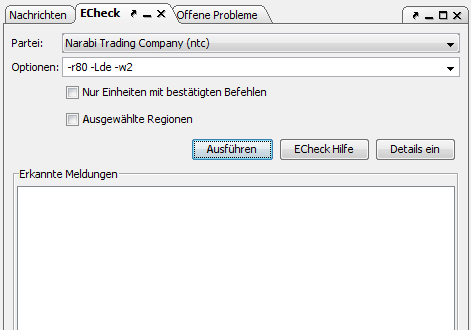 Nachrichten ECheck Offene Probleme
Partei: Narabi Trading Company (ntc)
Optionen: -r80 -Lde -w2
Nur Einheiten mit bestätigten Befehlen
Ausgewählte Regionen
Ausführen ECheck Hilfe Details ein
Erkannte Meldungen